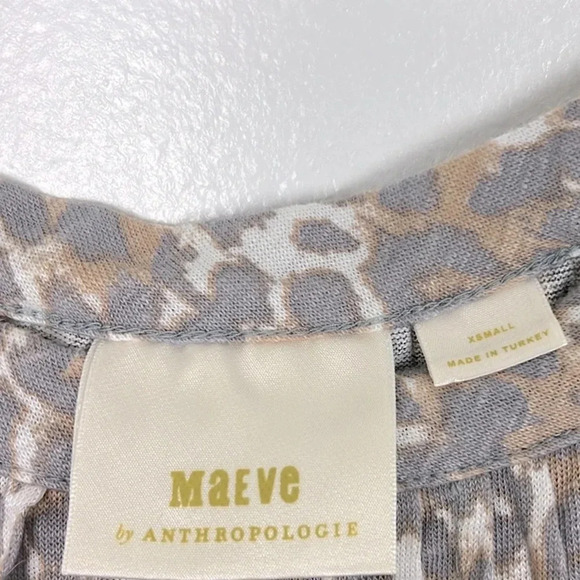 MaEVe
by ANTHROPOLOGIE
XSMALL
MADE IN TURKEY